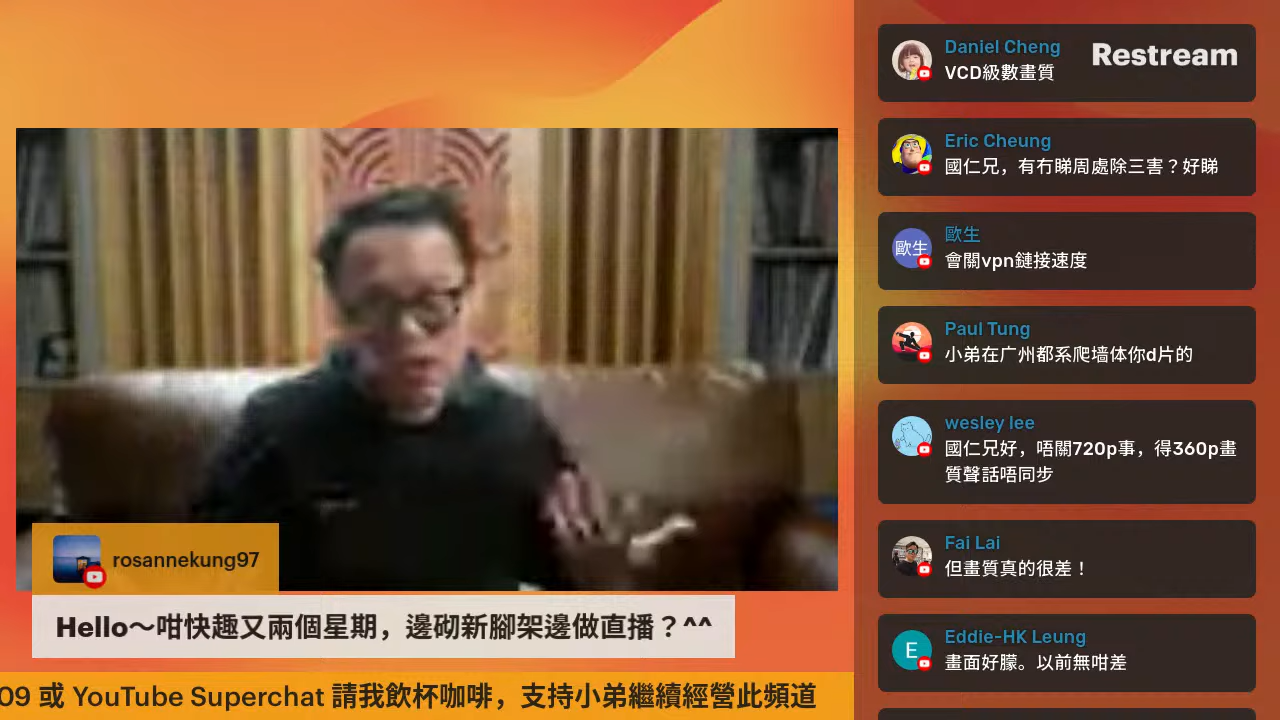 Restream
Daniel Cheng
VCD級數畫質
Eric Cheung
國仁兄，有冇睇周處除三害？好睇
歐生
歐生
會關vpn鏈接速度
Paul Tung
小弟在广州都系爬墙体你d片的
wesley lee
國仁兄好，唔關720p事，得360p畫
質聲話唔同步
Fai Lai
但畫質真的很差！
E
Eddie-HK Leung
畫面好朦。以前無咁差
rosannekung97
Hello～咁快趣又兩個星期，邊砌新腳架邊做直播？^^
09 或 YouTube Superchat 請我飲杯咖啡，支持小弟繼續經營此頻道